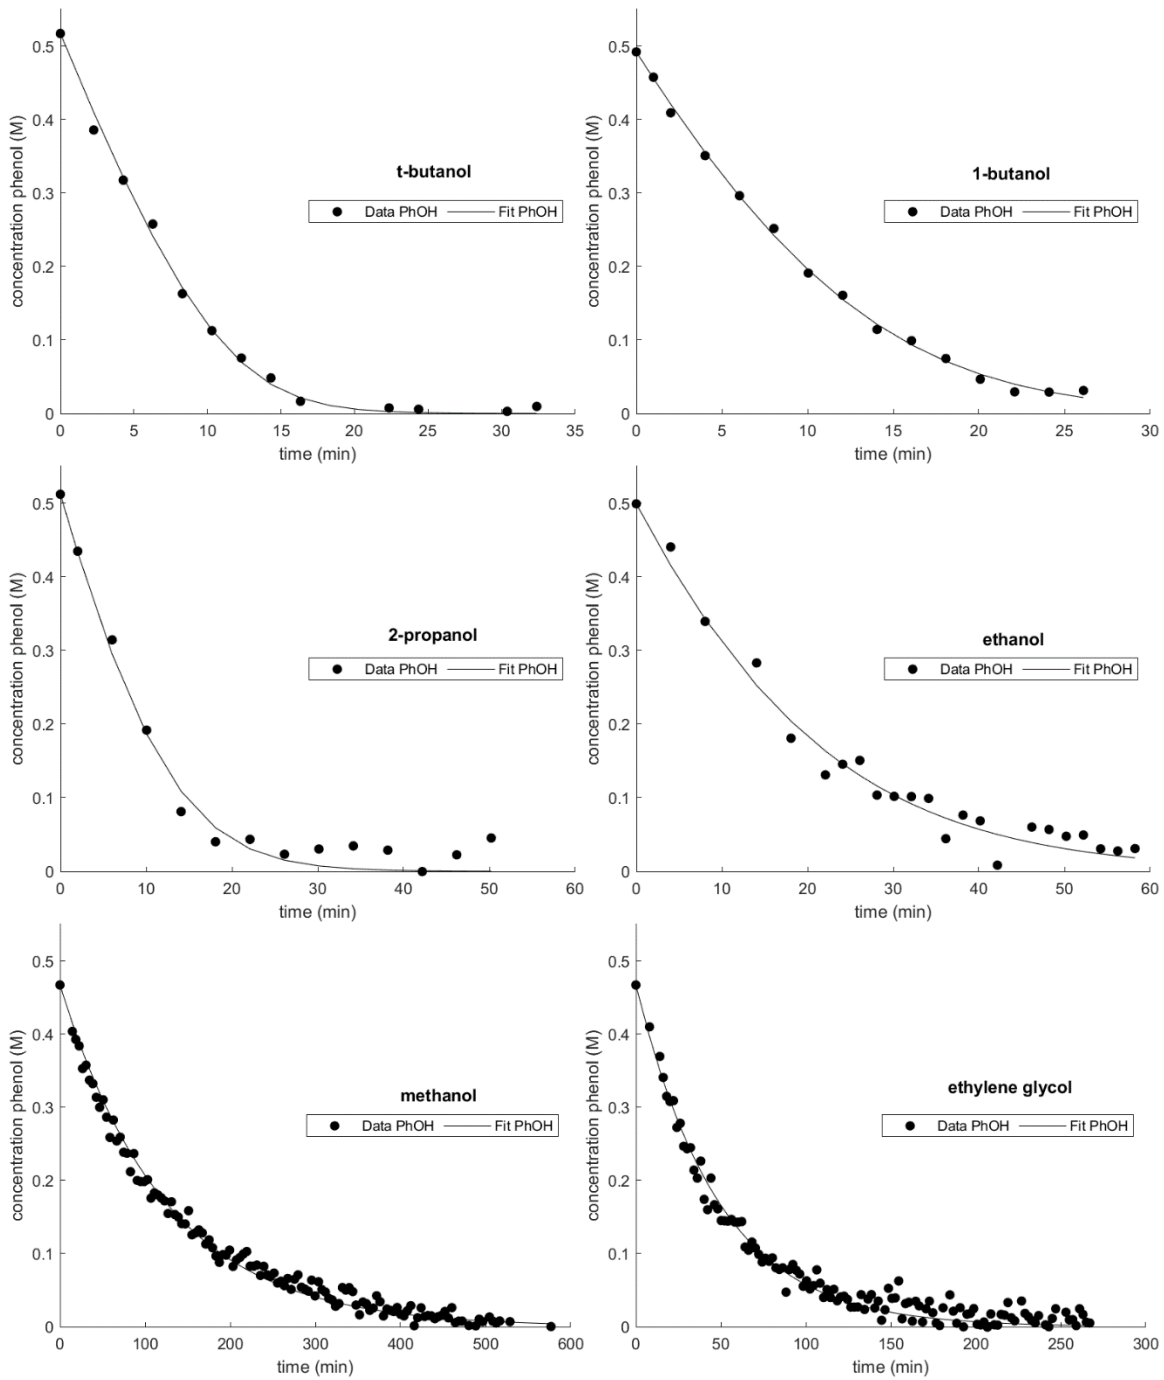 0.5
0.4
0.3
0.2
0.1
0
concentration phenol (M)
t-butanol
Data PhOH Fit PhOH
0 5 10 15 20 25 30 35
time (min)
0.5
0.4
0.3
0.2
0.1
0
concentration phenol (M)
1-butanol
Data PhOH Fit PhOH
0 5 10 15 20 25 30
time (min)
0.5
0.4
0.3
0.2
0.1
0
concentration phenol (M)
2-propanol
Data PhOH Fit PhOH
0 10 20 30 40 50 60
time (min)
0.5
0.4
0.3
0.2
0.1
0
concentration phenol (M)
ethanol
Data PhOH Fit PhOH
0 10 20 30 40 50 60
time (min)
0.5
0.4
0.3
0.2
0.1
0
concentration phenol (M)
methanol
Data PhOH Fit PhOH
0 100 200 300 400 500 600
time (min)
0.5
0.4
0.3
0.2
0.1
0
concentration phenol (M)
ethylene glycol
Data PhOH Fit PhOH
0 50 100 150 200 250 300
time (min)